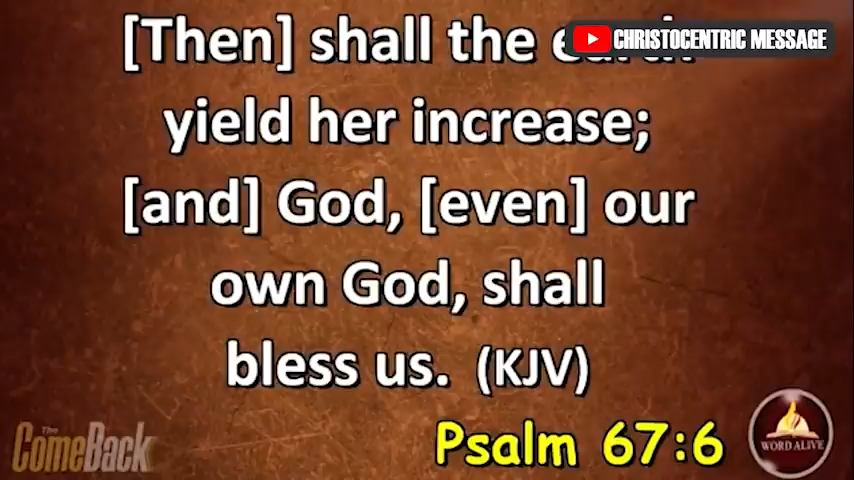 CHRISTOCENTRIC MESSAGE
[Then] shall the
yield her increase;
[and] God, [even] our
own God, shall
bless us. (KJV)
Psalm 67:6
The
ComeBack
WORD ALIVE